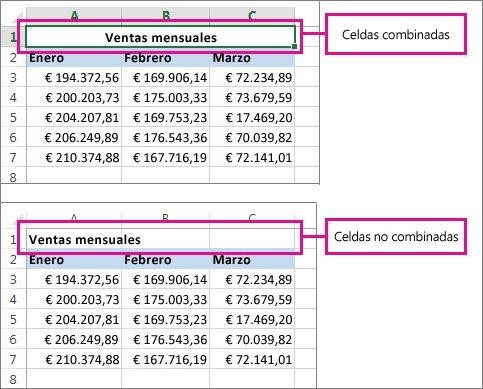 A B C
1 Ventas mensuales Celdas combinadas
2 Enero Febrero Marzo
3 € 194.372,56 € 169.906,14 € 72.234,89
4 € 200.203,73 € 175.003,33 € 73.679,59
5 € 204.207,81 € 169.753,23 € 17.469,20
6 € 206.249,89 € 176.543,36 € 70.039,82
7 € 210.374,88 € 167.716,19 € 72.141,01
8
A B C
1 Ventas mensuales Celdas no combinadas
2 Enero Febrero Marzo
3 € 194.372,56 € 169.906,14 € 72.234,89
4 € 200.203,73 € 175.003,33 € 73.679,59
5 € 204.207,81 € 169.753,23 € 17.469,20
6 € 206.249,89 € 176.543,36 € 70.039,82
7 € 210.374,88 € 167.716,19 € 72.141,01
8